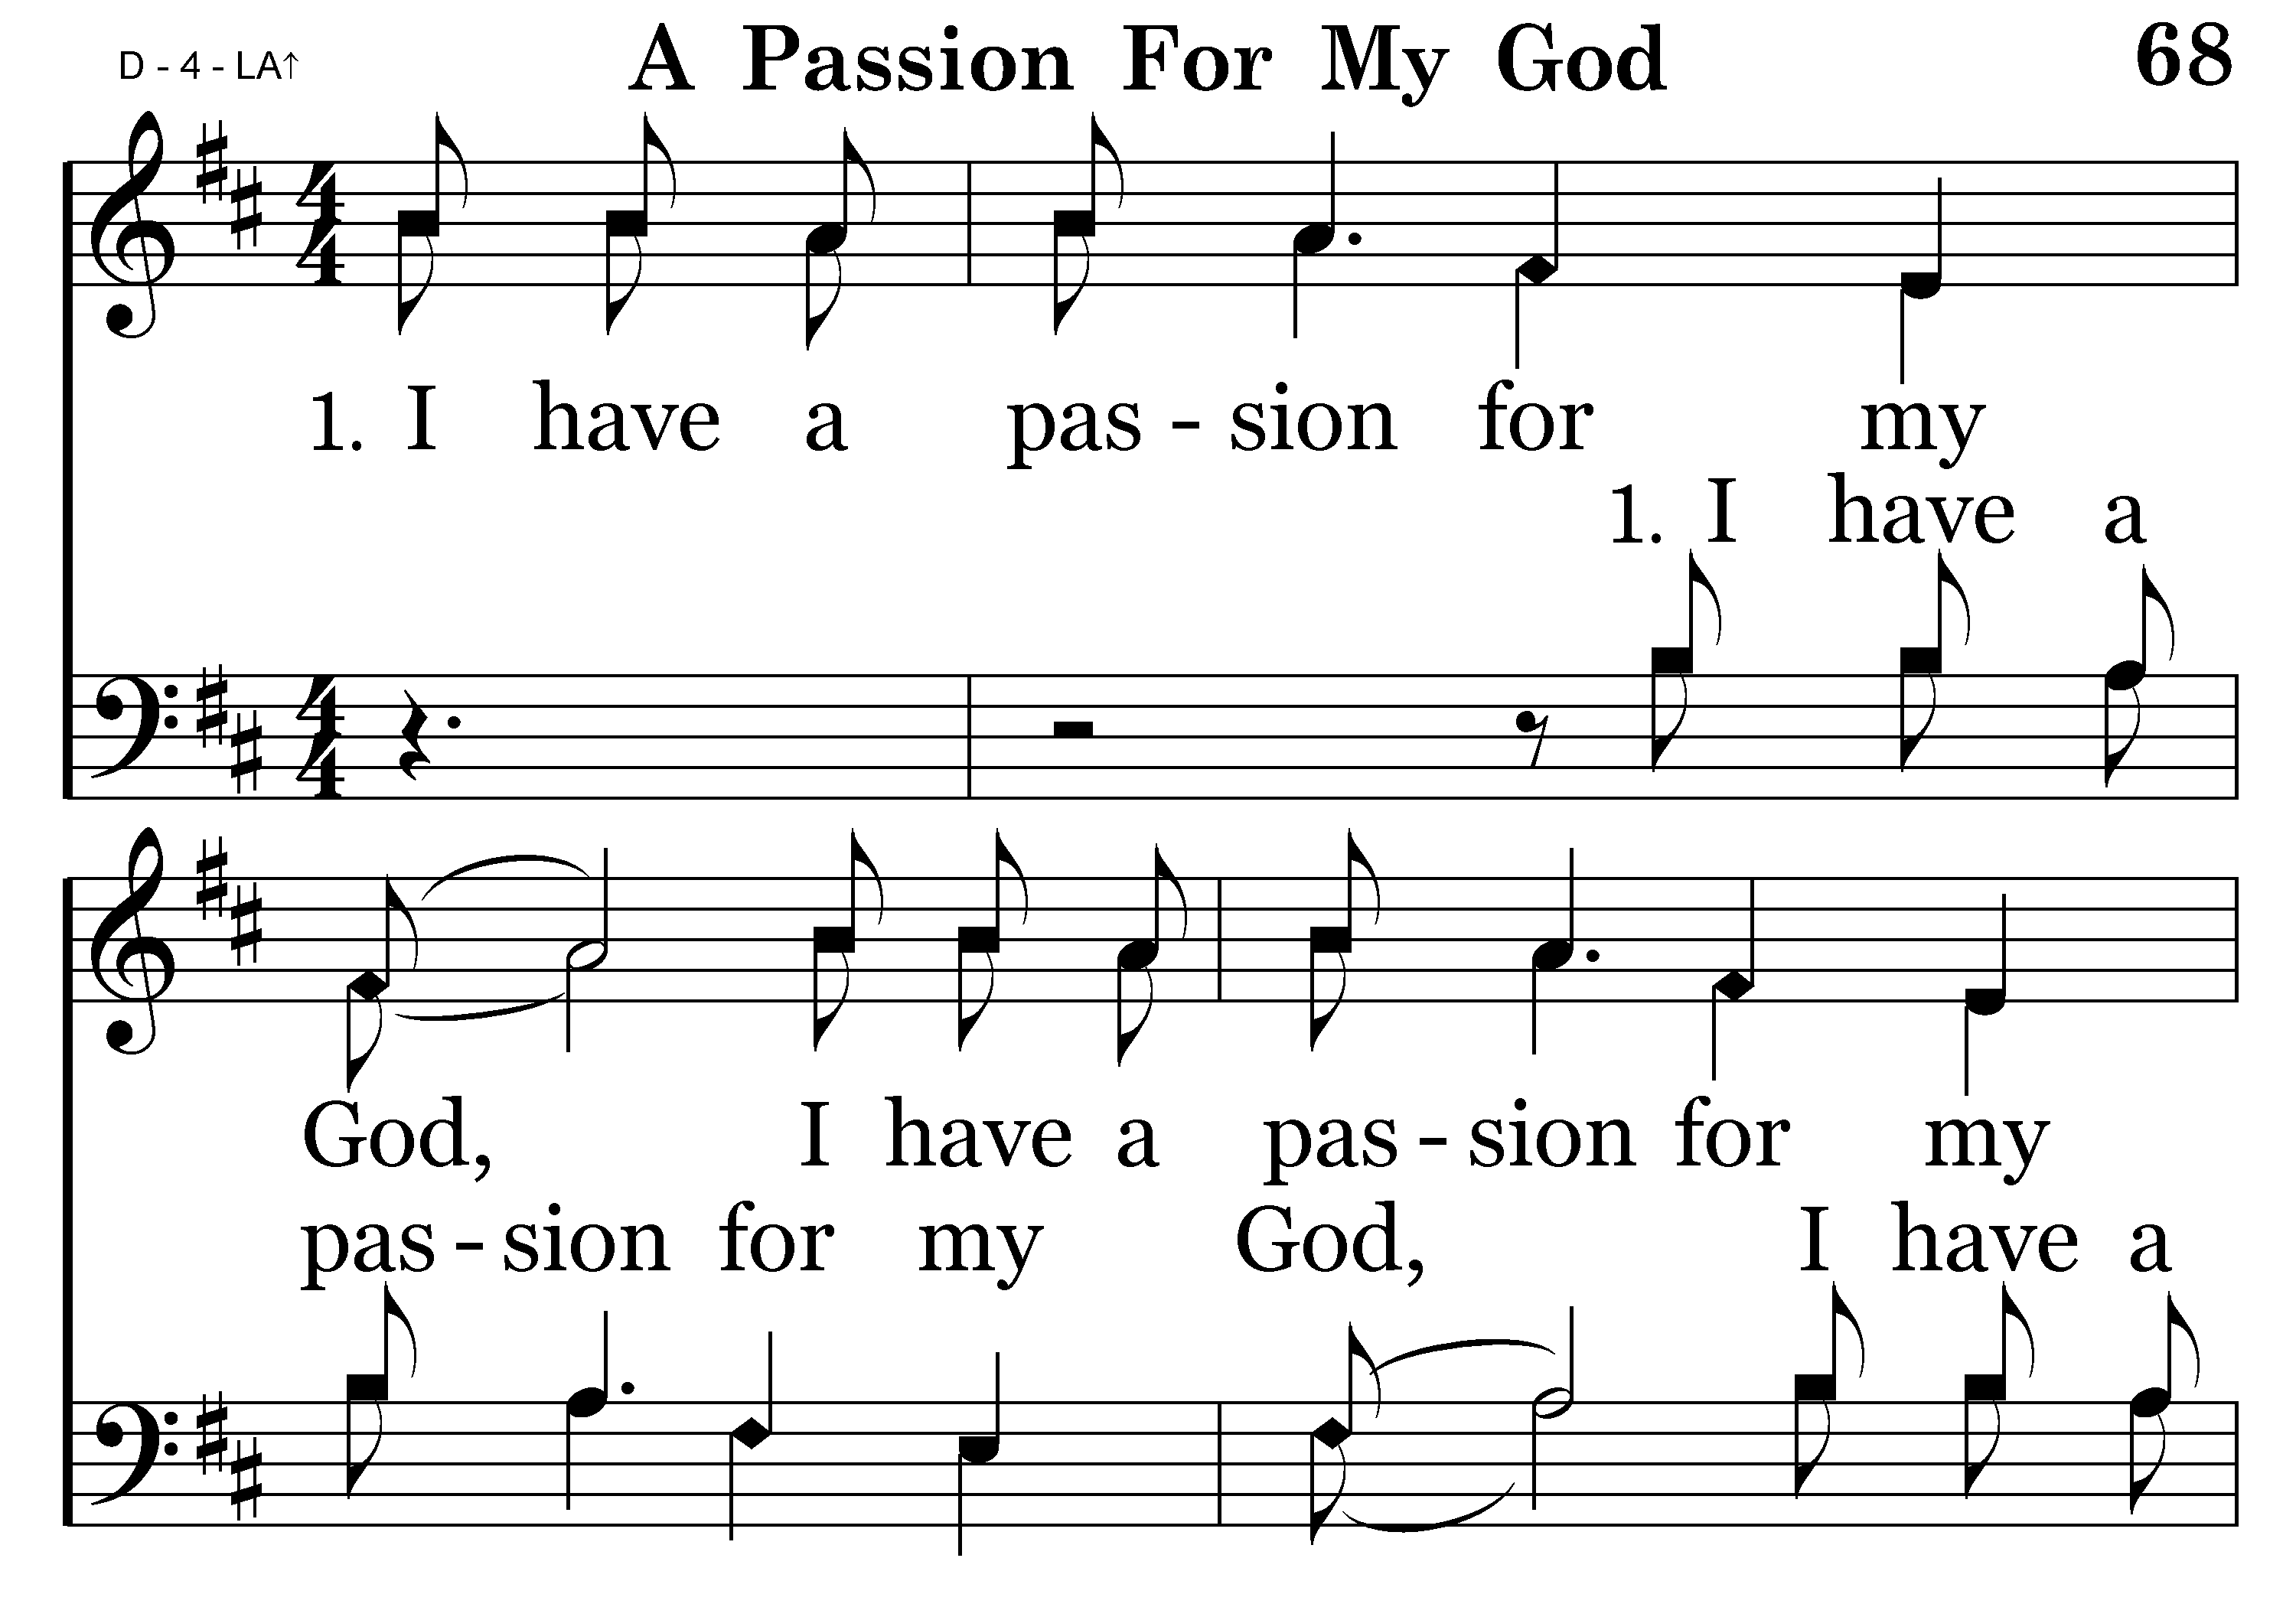 D - 4 - LA↑ A Passion For My God 68
1. I have a pas - sion for my
1. I have a
God, I have a pas - sion for my
pas - sion for my God, I have a